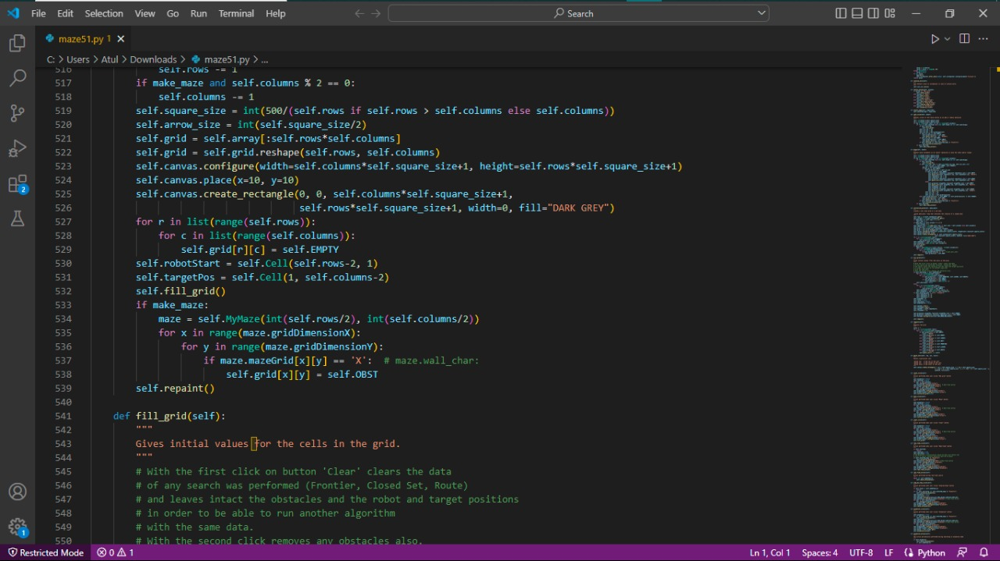 File Edit Selection View Go Run Terminal Help Search
maze51.py 1
C: > Users > Atul > Downloads > maze51.py > ...
516 self.rows -= 1
517 if make_maze and self.columns % 2 == 0:
518 self.columns -= 1
519 self.square_size = int(500/(self.rows if self.rows > self.columns else self.columns))
520 self.arrow_size = int(self.square_size/2)
521 self.grid = self.array[:self.rows*self.columns]
522 self.grid = self.grid.reshape(self.rows, self.columns)
523 self.canvas.configure(width=self.columns*self.square_size+1, height=self.rows*self.square_size+1)
524 self.canvas.place(x=10, y=10)
525 self.canvas.create_rectangle(0, 0, self.columns*self.square_size+1,
526 self.rows*self.square_size+1, width=0, fill="DARK GREY")
527 for r in list(range(self.rows)):
528 for c in list(range(self.columns)):
529 self.grid[r][c] = self.EMPTY
530 self.robotStart = self.Cell(self.rows-2, 1)
531 self.targetPos = self.Cell(1, self.columns-2)
532 self.fill_grid()
533 if make_maze:
534 maze = self.MyMaze(int(self.rows/2), int(self.columns/2))
535 for x in range(maze.gridDimensionX):
536 for y in range(maze.gridDimensionY):
537 if maze.mazeGrid[x][y] == 'X': # maze.wall_char:
538 self.grid[x][y] = self.OBST
539 self.repaint()
540
541 def fill_grid(self):
542 """
543 Gives initial values for the cells in the grid.
544 """
545 # With the first click on button 'Clear' clears the data
546 # of any search was performed (Frontier, Closed Set, Route)
547 # and leaves intact the obstacles and the robot and target positions
548 # in order to be able to run another algorithm
549 # with the same data.
550 # With the second click removes any obstacles also.
2
1
Restricted Mode 0 1 Ln 1, Col 1 Spaces: 4 UTF-8 LF Python